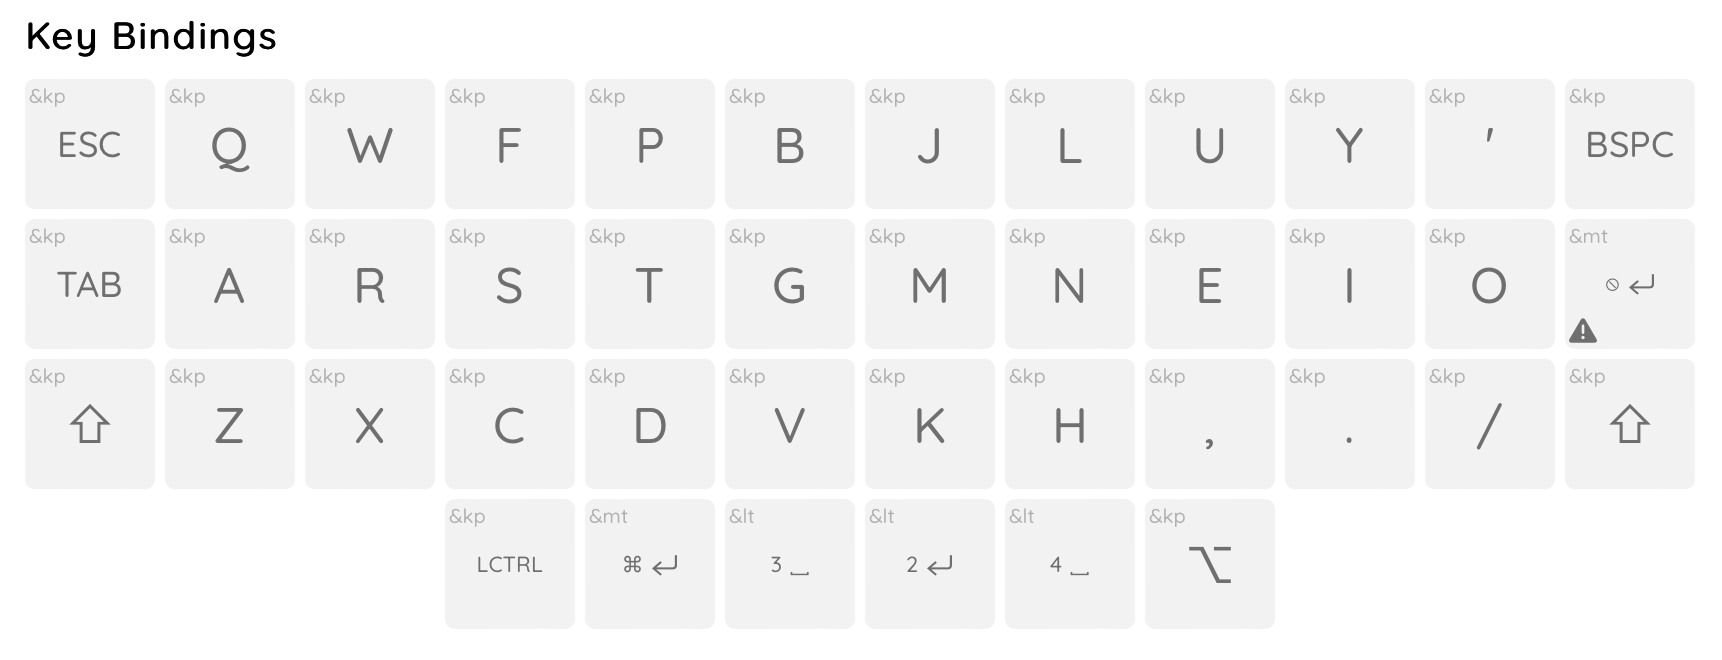 Key Bindings
&kp &kp &kp &kp &kp &kp &kp &kp &kp &kp &kp &kp
ESC Q W F P B J L U Y ' BSPC
&kp &kp &kp &kp &kp &kp &kp &kp &kp &kp &kp &mt
TAB A R S T G M N E I O ⦸ ↵
&kp &kp &kp &kp &kp &kp &kp &kp &kp &kp &kp &kp
⇧ Z X C D V K H , . / ⇧
&kp &mt &lt &lt &lt &kp
LCTRL ⌘ ↵ 3 ⎵ 2 ↵ 4 ⎵ ⌥